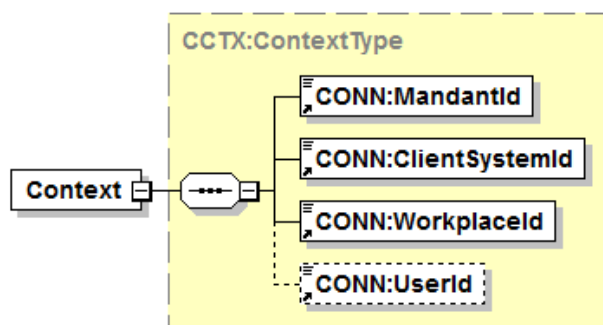 CCTX:ContextType
CONN:MandantId
CONN:ClientSystemId
Context
CONN:WorkplaceId
CONN:UserId